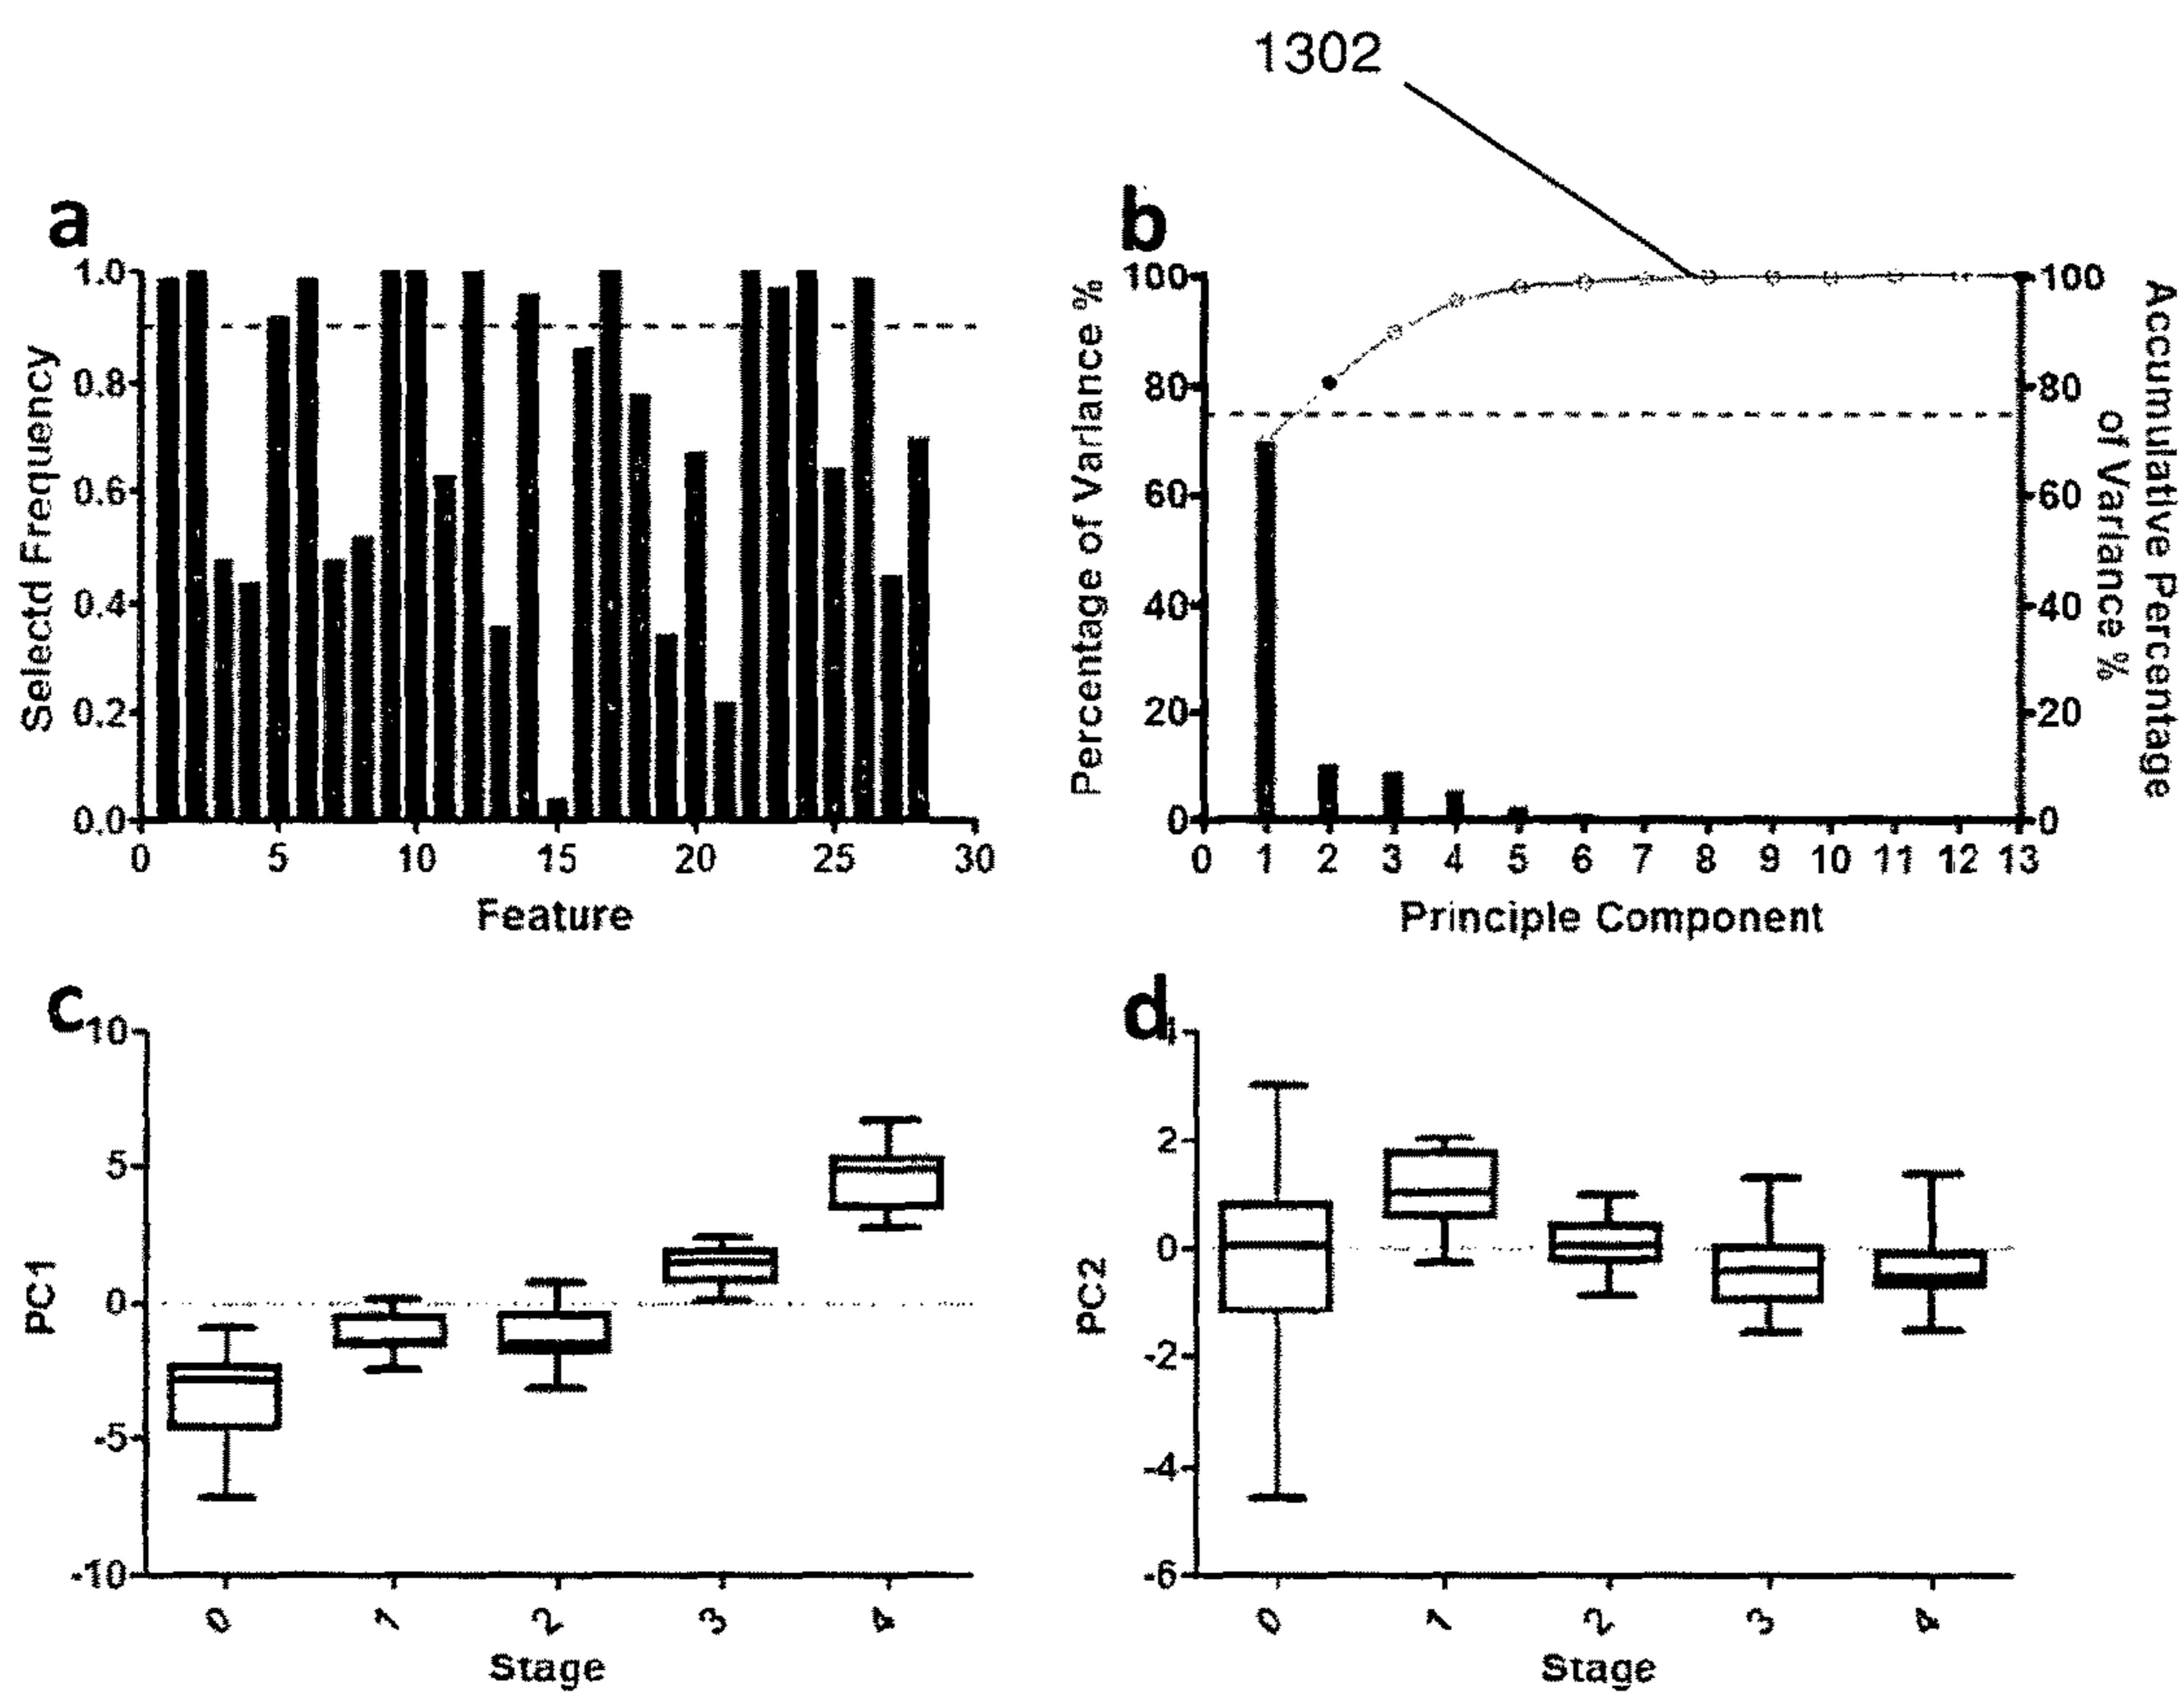 1302
a
1.0
0.8
0.6
0.4
0.2
0.0
Selectd Frequency
0 5 10 15 20 25 30
Feature
b
100
80
60
40
20
0
Percentage of Variance %
100
80
60
40
20
0
Accumulative Percentage
of Variance %
0 1 2 3 4 5 6 7 8 9 10 11 12 13
Principle Component
c
10
5
0
-5
-10
PC1
0 1 2 3 4
Stage
d
4
2
0
-2
-4
-6
PC2
0 1 2 3 4
Stage